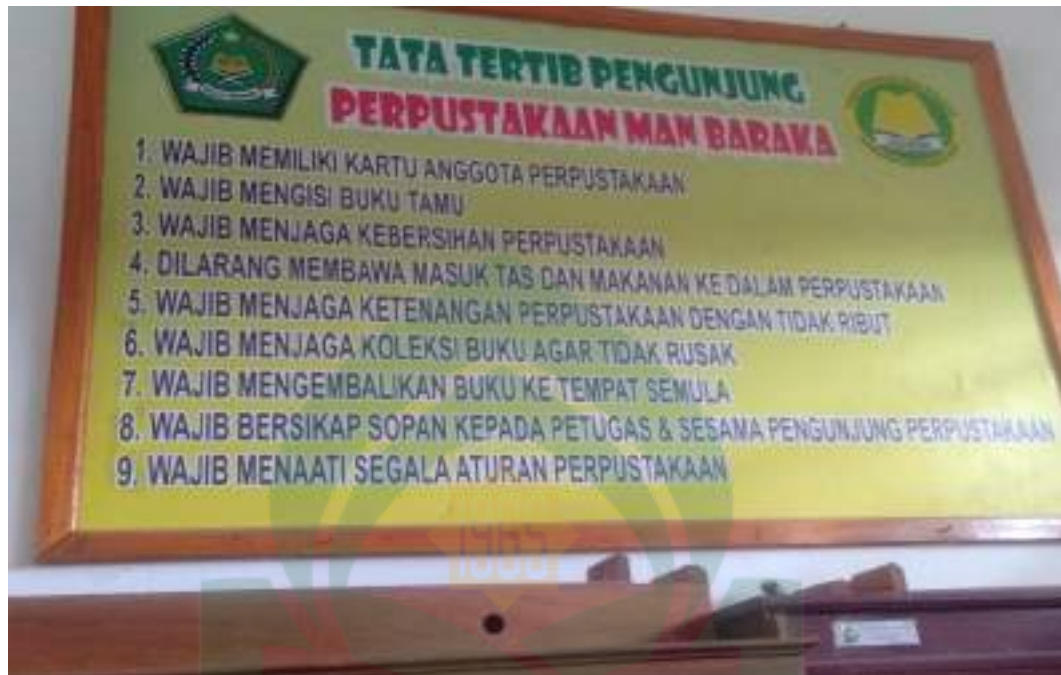 TATA TERTIB PENGUNJUNG
PERPUSTAKAAN MAN BARAKA
1. WAJIB MEMILIKI KARTU ANGGOTA PERPUSTAKAAN
2. WAJIB MENGISI BUKU TAMU
3. WAJIB MENJAGA KEBERSIHAN PERPUSTAKAAN
4. DILARANG MEMBAWA MASUK TAS DAN MAKANAN KE DALAM PERPUSTAKAAN
5. WAJIB MENJAGA KETENANGAN PERPUSTAKAAN DENGAN TIDAK RIBUT
6. WAJIB MENJAGA KOLEKSI BUKU AGAR TIDAK RUSAK
7. WAJIB MENGEMBALIKAN BUKU KE TEMPAT SEMULA
8. WAJIB BERSIKAP SOPAN KEPADA PETUGAS & SESAMA PENGUNJUNG PERPUSTAKAAN
9. WAJIB MENAATI SEGALA ATURAN PERPUSTAKAAN
1965